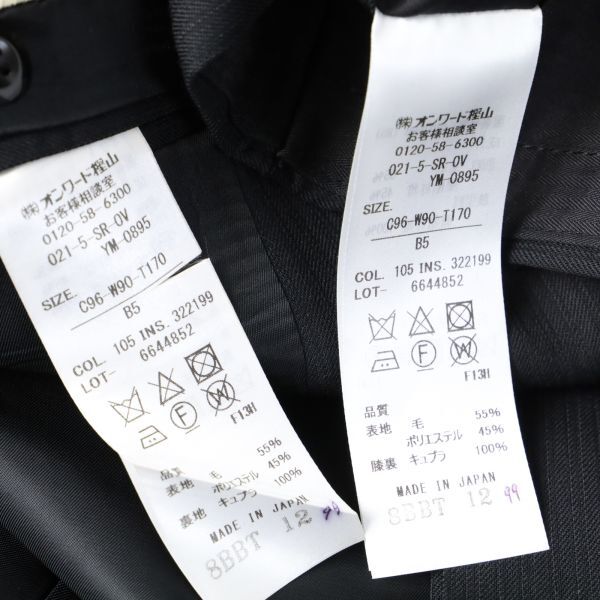 (株)オンワード樫山
お客様相談室
0120-58-6300
021-5-SR-OV
YM-0895
SIZE.
C96-W90-T170
B5
COL. 105 INS. 322199
LOT- 6644852
F13H
品質
表地 毛 55%
ポリエステル 45%
裏地 キュプラ 100%
MADE IN JAPAN
8BBT 12
(株)オンワード樫山
お客様相談室
0120-58-6300
021-5-SR-OV
YM-0895
SIZE.
C96-W90-T170
B5
COL. 105 INS. 322199
LOT- 6644852
F13H
品質
表地 毛 55%
ポリエステル 45%
膝裏 キュプラ 100%
MADE IN JAPAN
8BBT 12